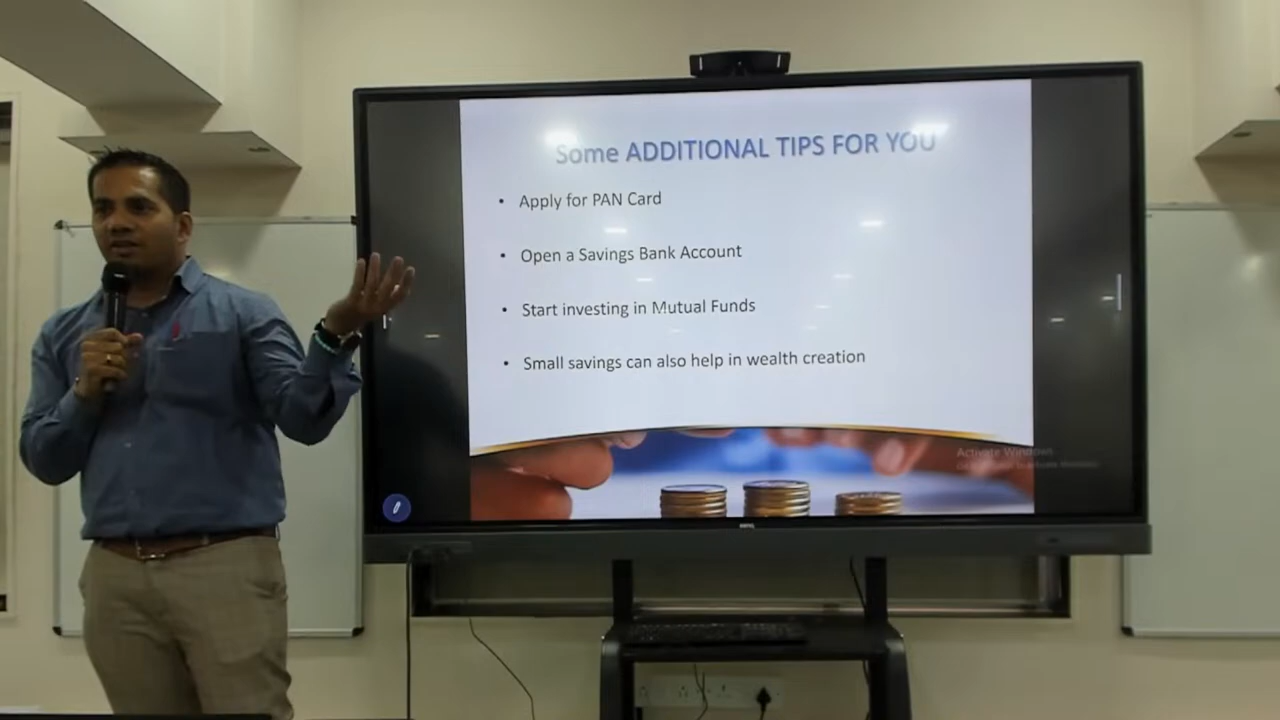 Some ADDITIONAL TIPS FOR YOU
• Apply for PAN Card
• Open a Savings Bank Account
• Start investing in Mutual Funds
• Small savings can also help in wealth creation
Activate Windows
BENQ